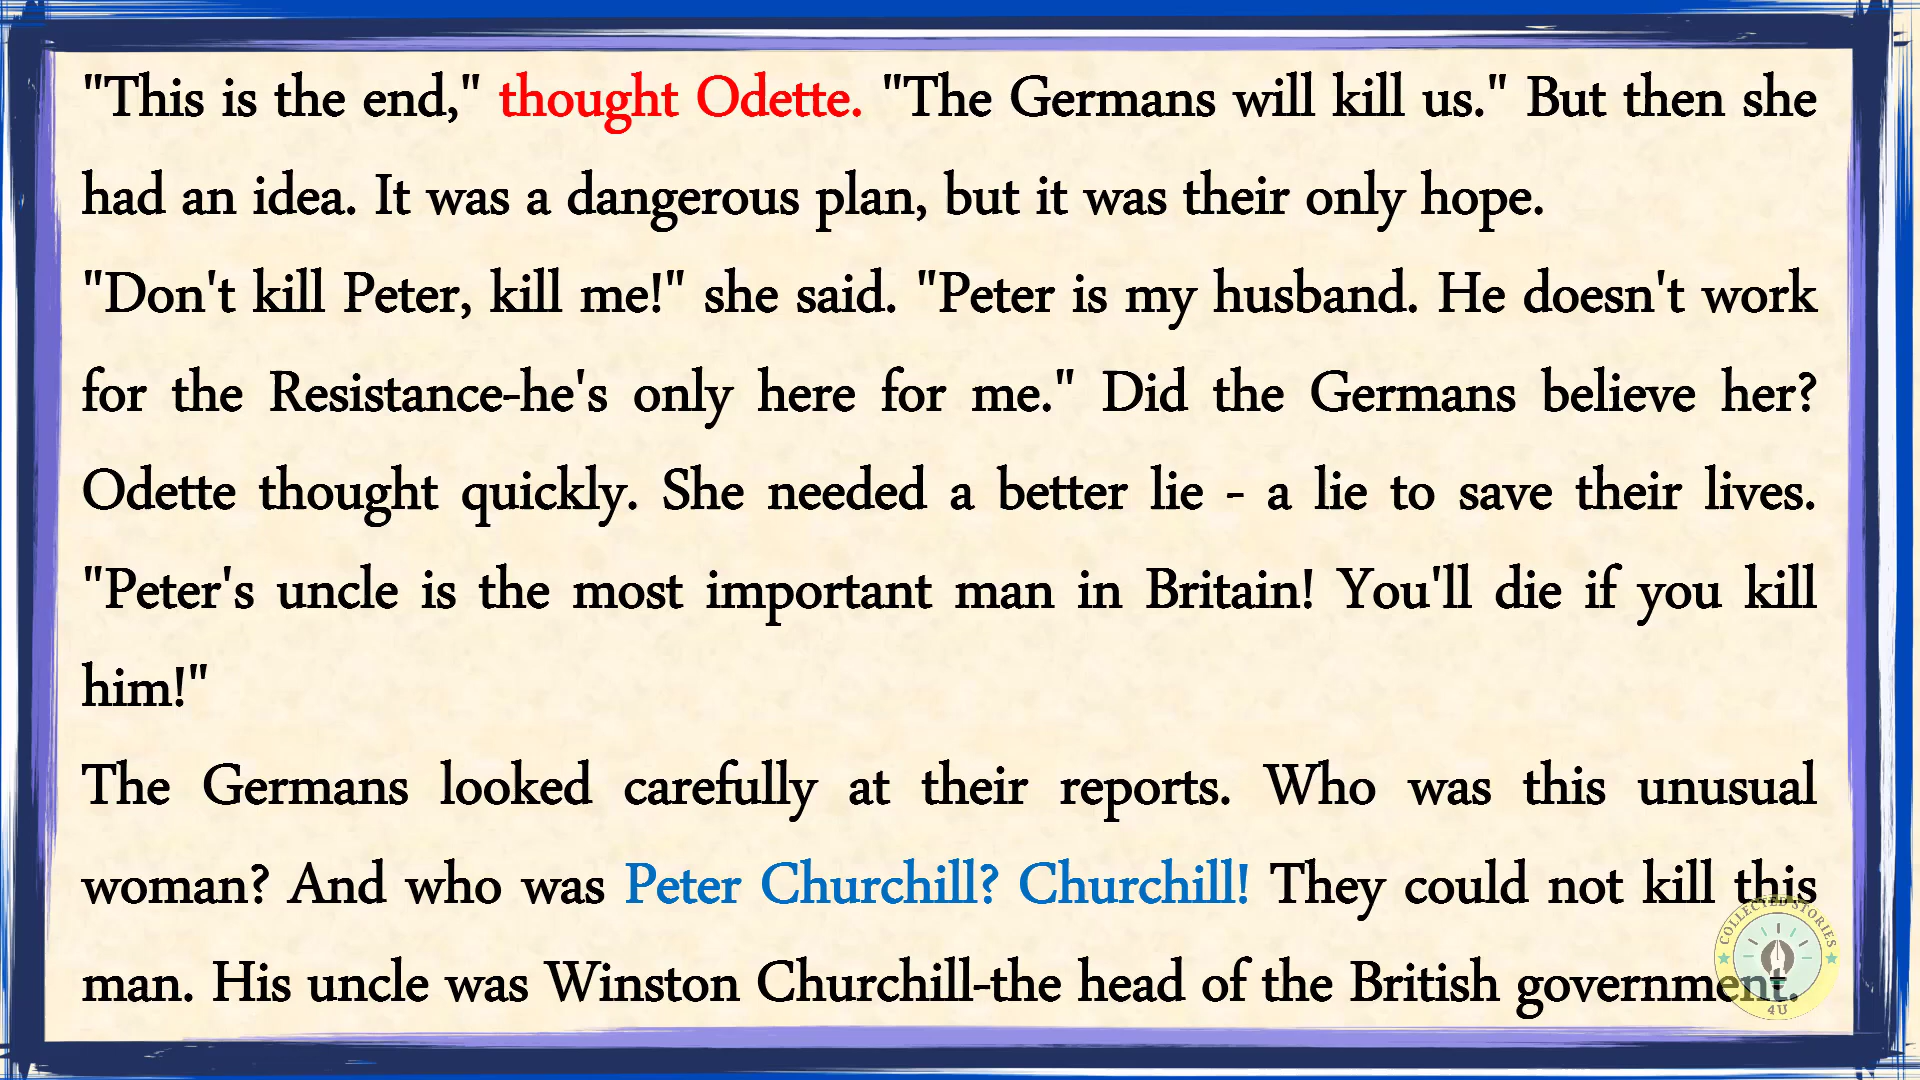 "This is the end," thought Odette. "The Germans will kill us." But then she
had an idea. It was a dangerous plan, but it was their only hope.
"Don't kill Peter, kill me!" she said. "Peter is my husband. He doesn't work
for the Resistance-he's only here for me." Did the Germans believe her?
Odette thought quickly. She needed a better lie - a lie to save their lives.
"Peter's uncle is the most important man in Britain! You'll die if you kill
him!"
The Germans looked carefully at their reports. Who was this unusual
woman? And who was Peter Churchill? Churchill! They could not kill this
man. His uncle was Winston Churchill-the head of the British government.
COLLECTED STORIES
4U